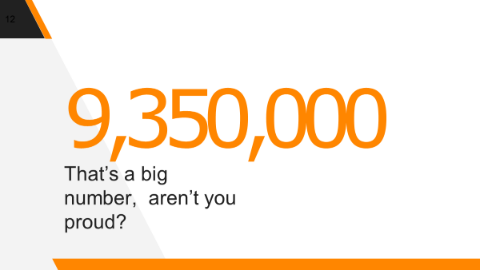 12
9,350,000
That’s a big
number,  aren’t you
proud?